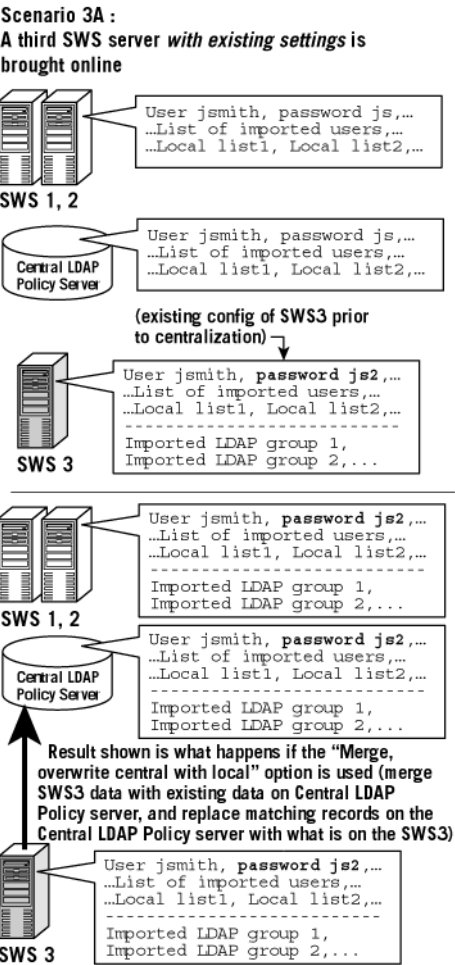 Scenario 3A :
A third SWS server with existing settings is
brought online
User jsmith, password js,…
…List of imported users,…
…Local list1, Local list2,…
SWS 1, 2
User jsmith, password js,…
…List of imported users,…
…Local list1, Local list2,…
Central LDAP
Policy Server
(existing config of SWS3 prior
to centralization)
User jsmith, password js2,…
…List of imported users,…
…Local list1, Local list2,…
----------------------------
Imported LDAP group 1,
Imported LDAP group 2,...
SWS 3
User jsmith, password js2,…
…List of imported users,…
…Local list1, Local list2,…
----------------------------
Imported LDAP group 1,
Imported LDAP group 2,...
SWS 1, 2
User jsmith, password js2,…
…List of imported users,…
…Local list1, Local list2,…
----------------------------
Imported LDAP group 1,
Imported LDAP group 2,...
Central LDAP
Policy Server
Result shown is what happens if the “Merge,
overwrite central with local” option is used (merge
SWS3 data with existing data on Central LDAP
Policy server, and replace matching records on the
Central LDAP Policy server with what is on the SWS3)
User jsmith, password js2,…
…List of imported users,…
…Local list1, Local list2,…
----------------------------
Imported LDAP group 1,
Imported LDAP group 2,...
SWS 3